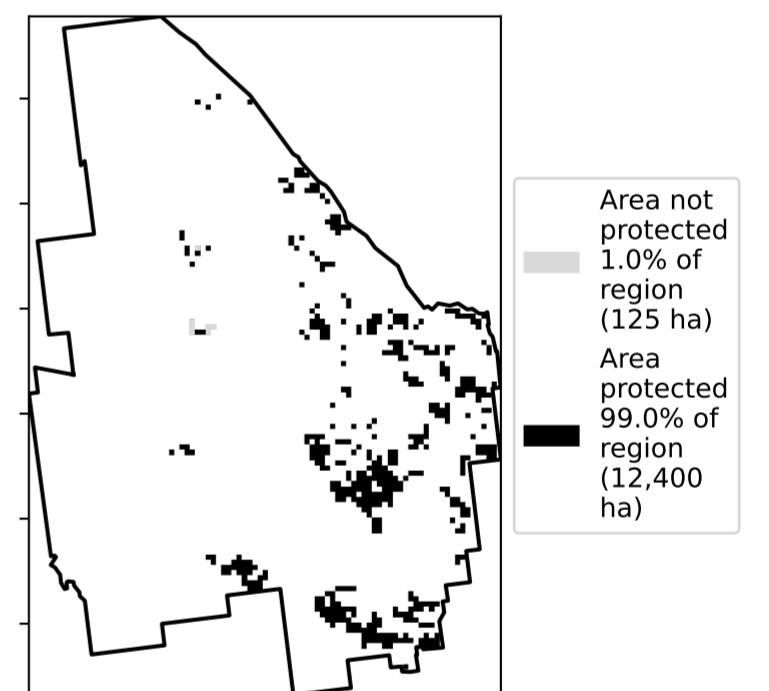 Area not
protected
1.0% of
region
(125 ha)
Area
protected
99.0% of
region
(12,400
ha)